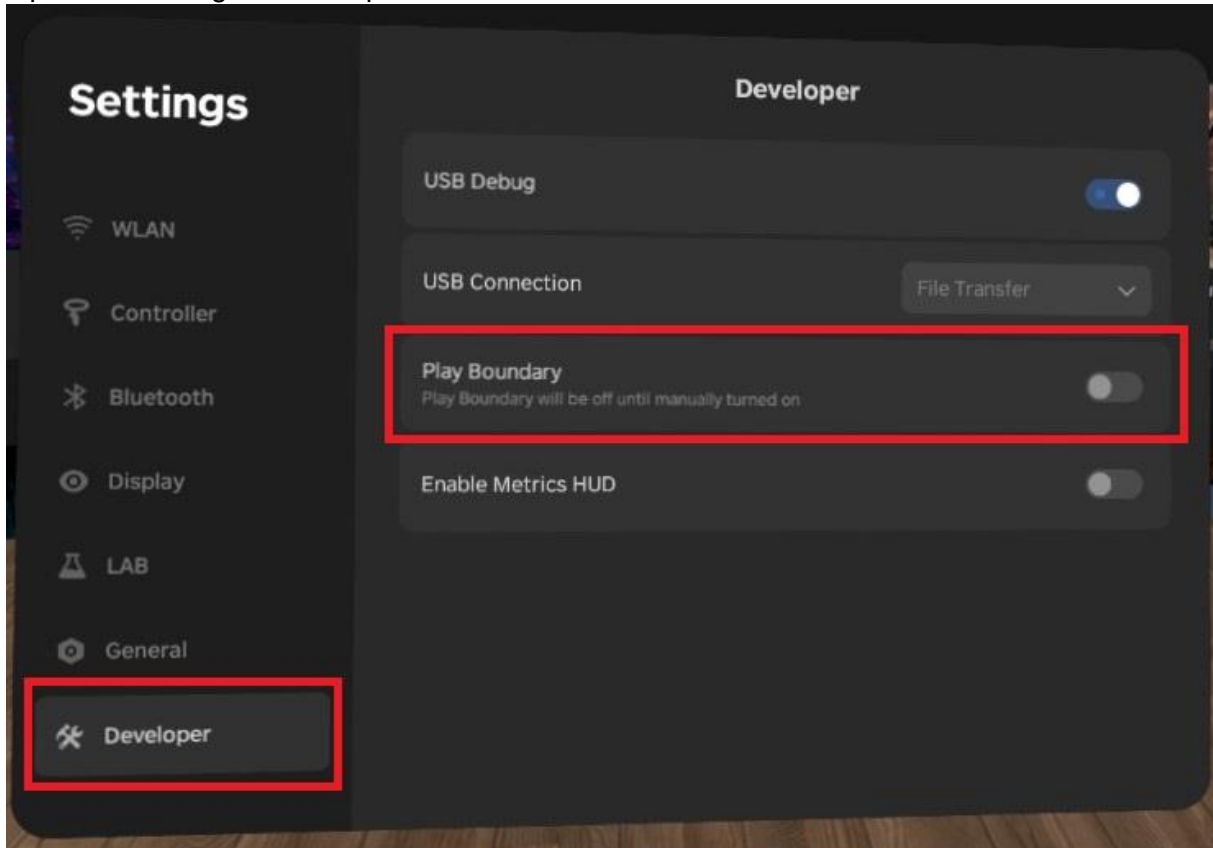 Settings
WLAN
Controller
Bluetooth
Display
LAB
General
Developer
Developer
USB Debug
USB Connection
File Transfer
Play Boundary
Play Boundary will be off until manually turned on
Enable Metrics HUD